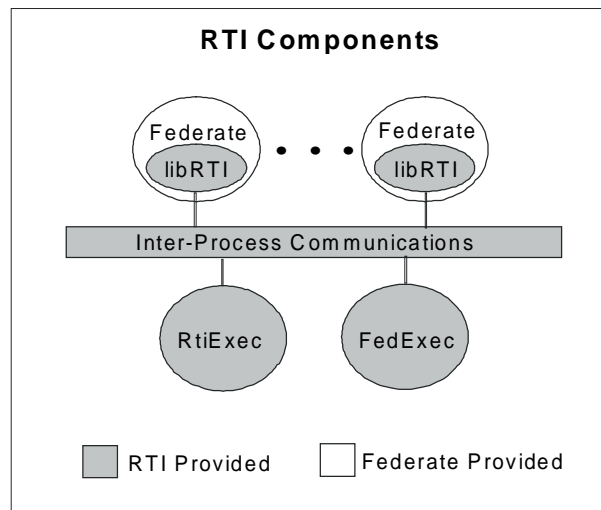 RTI Components
Federate
libRTI
Federate
libRTI
Inter-Process Communications
RtiExec
FedExec
RTI Provided
Federate Provided